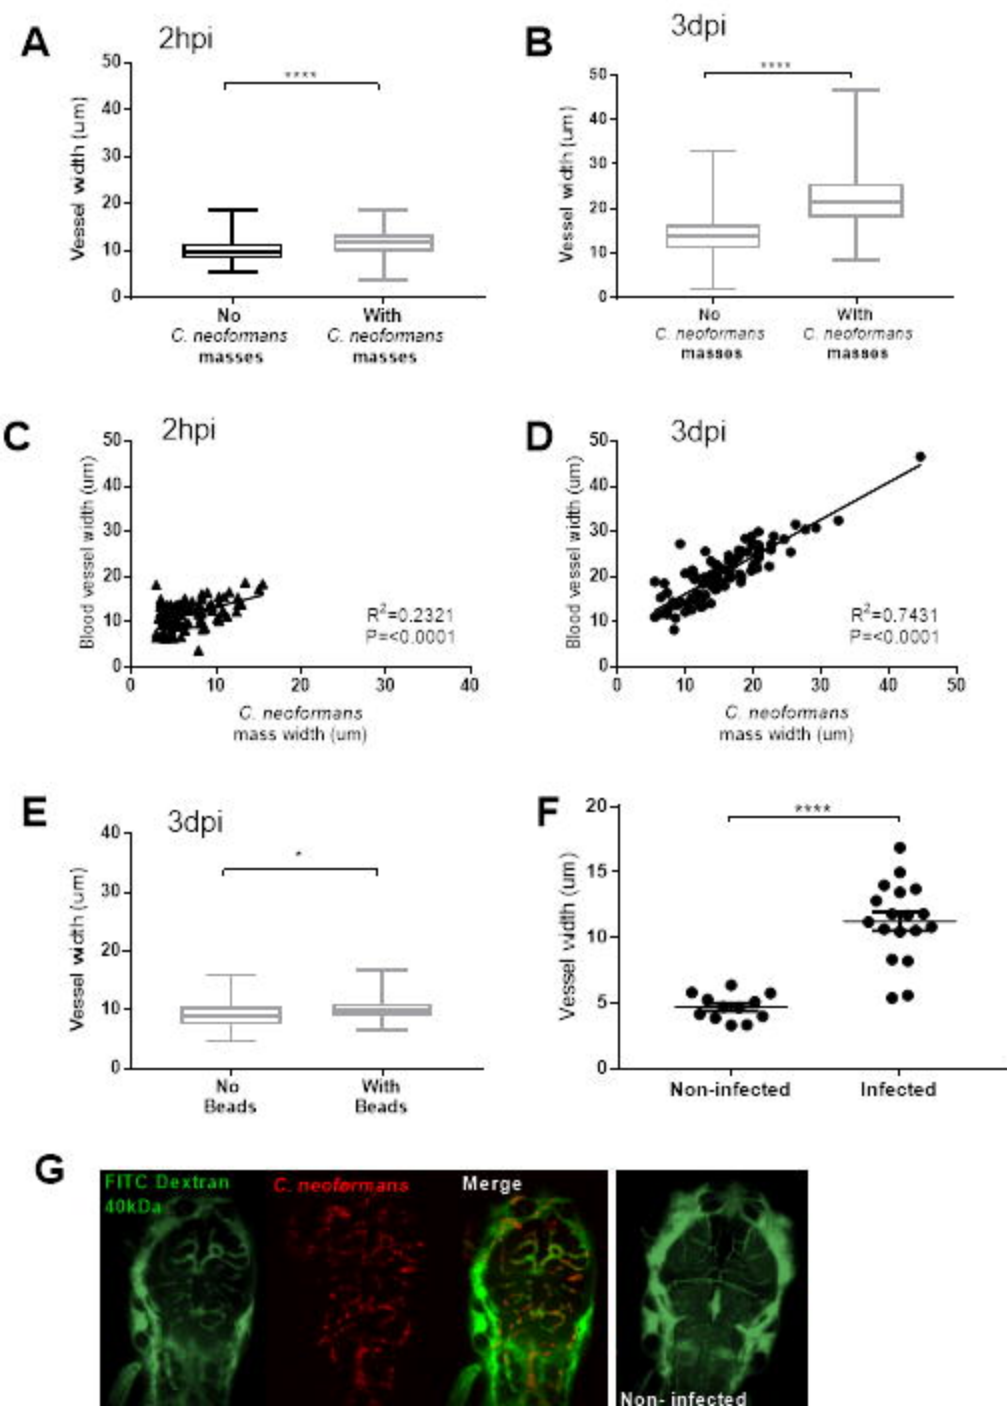 A
2hpi
50
40
30
20
10
0
Vessel width (um)
****
No
C. neoformans
masses
With
C. neoformans
masses
B
3dpi
50
40
30
20
10
0
Vessel width (um)
****
No
C. neoformans
masses
With
C. neoformans
masses
C
2hpi
50
40
30
20
10
0
Blood vessel width (um)
R²=0.2321
P=<0.0001
0 10 20 30 40
C. neoformans
mass width (um)
D
3dpi
50
40
30
20
10
0
Blood vessel width (um)
R²=0.7431
P=<0.0001
0 10 20 30 40 50
C. neoformans
mass width (um)
E
3dpi
40
30
20
10
0
Vessel width (um)
*
No
Beads
With
Beads
F
20
15
10
5
0
Vessel width (um)
****
Non-infected
Infected
G
FITC Dextran
40kDa
C. neoformans
Merge
Non- infected